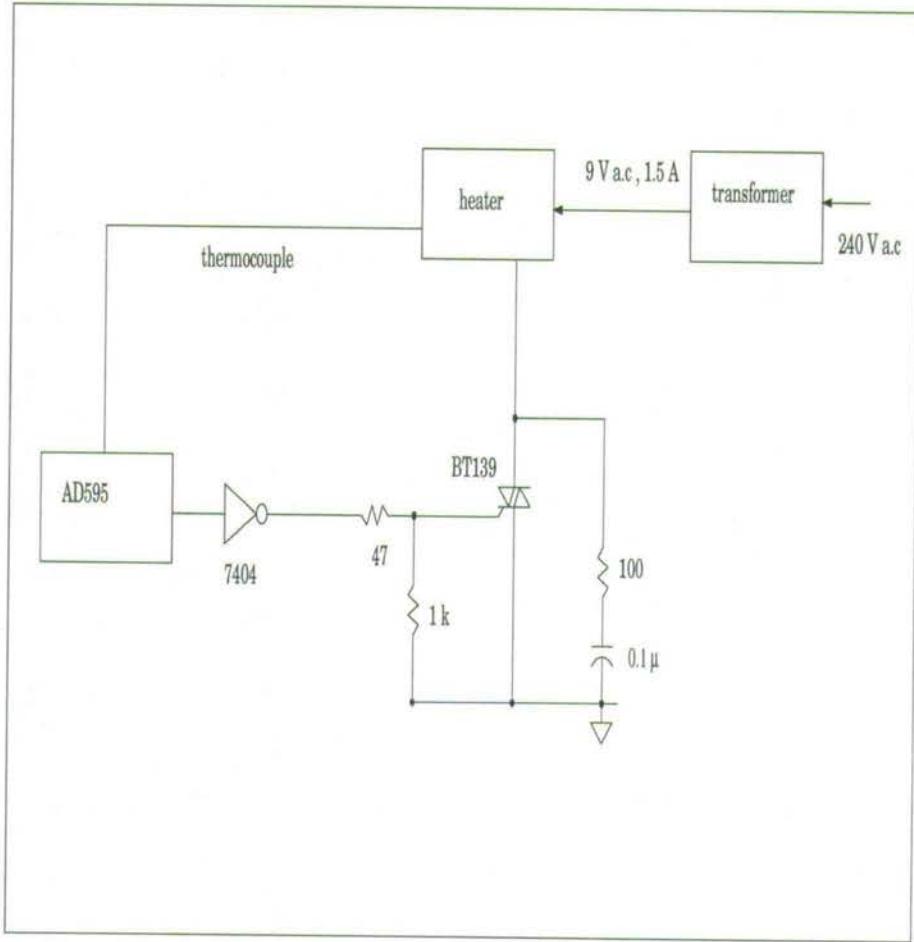 9 V a.c , 1.5 A
heater
transformer
240 V a.c
thermocouple
BT139
AD595
47
7404
100
1 k
0.1 µ